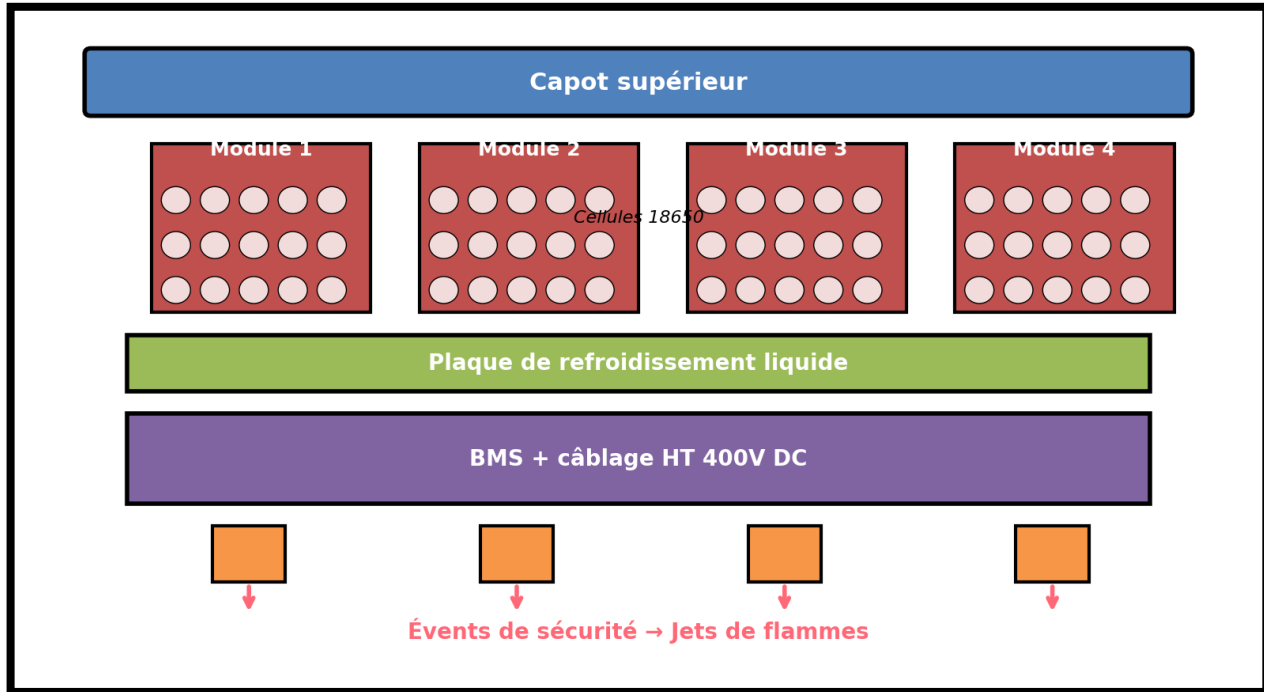 Capot supérieur
Module 1
Module 2
Module 3
Module 4
Cellules 18650
Plaque de refroidissement liquide
BMS + câblage HT 400V DC
Évents de sécurité → Jets de flammes